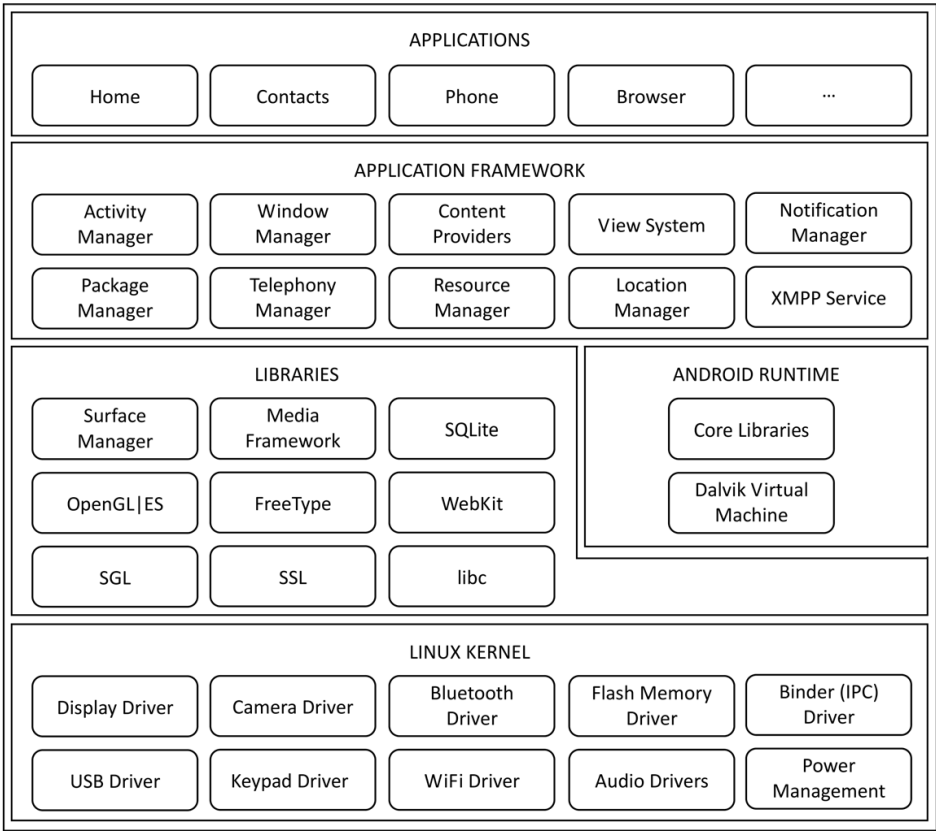 APPLICATIONS
Home
Contacts
Phone
Browser
...
APPLICATION FRAMEWORK
Activity
Manager
Window
Manager
Content
Providers
View System
Notification
Manager
Package
Manager
Telephony
Manager
Resource
Manager
Location
Manager
XMPP Service
LIBRARIES
Surface
Manager
Media
Framework
SQLite
OpenGL|ES
FreeType
WebKit
SGL
SSL
libc
ANDROID RUNTIME
Core Libraries
Dalvik Virtual
Machine
LINUX KERNEL
Display Driver
Camera Driver
Bluetooth
Driver
Flash Memory
Driver
Binder (IPC)
Driver
USB Driver
Keypad Driver
WiFi Driver
Audio Drivers
Power
Management